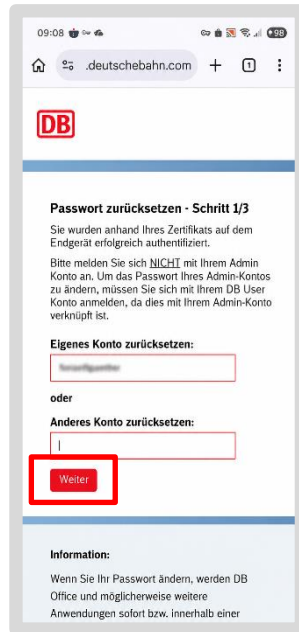 09:08
98
.deutschebahn.com
1
DB
Passwort zurücksetzen - Schritt 1/3
Sie wurden anhand Ihres Zertifikats auf dem
Endgerät erfolgreich authentifiziert.
Bitte melden Sie sich NICHT mit Ihrem Admin
Konto an. Um das Passwort Ihres Admin-Kontos
zu ändern, müssen Sie sich mit Ihrem DB User
Konto anmelden, da dies mit Ihrem Admin-Konto
verknüpft ist.
Eigenes Konto zurücksetzen:
oder
Anderes Konto zurücksetzen:
Weiter
Information:
Wenn Sie Ihr Passwort ändern, werden DB
Office und möglicherweise weitere
Anwendungen sofort bzw. innerhalb einer